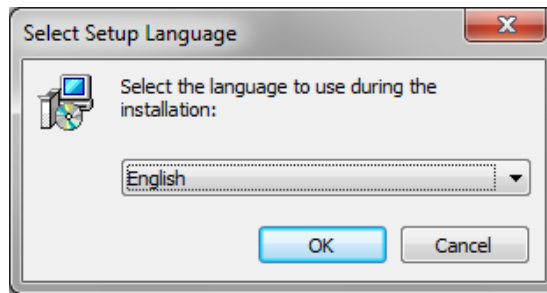 Select Setup Language
Select the language to use during the
installation:
English
OK
Cancel